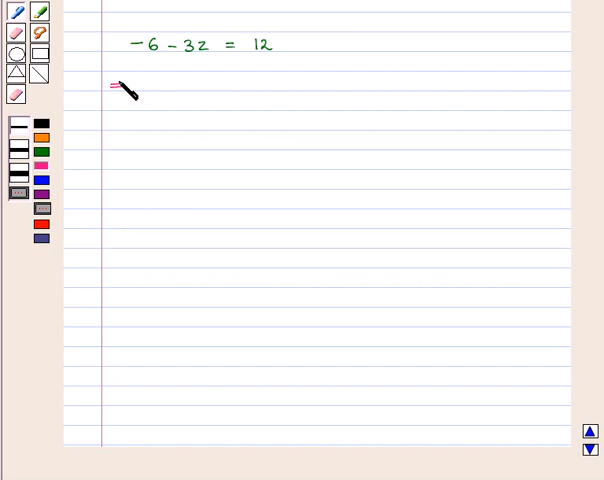 -6 - 3z = 12
=